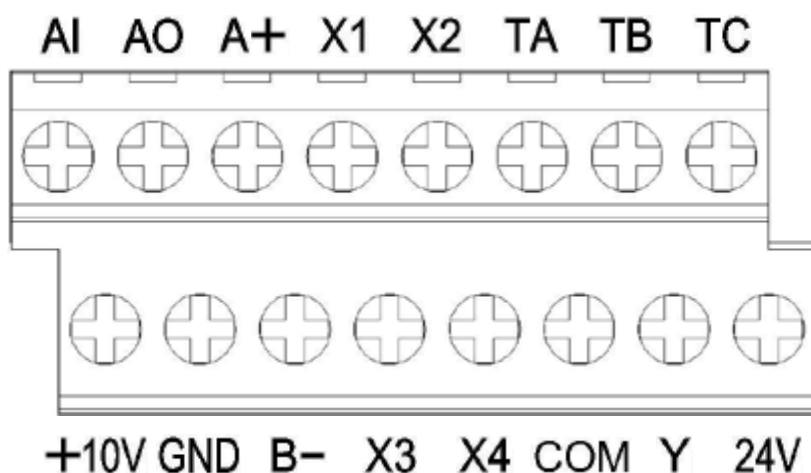 AI AO A+ X1 X2 TA TB TC
+10V GND B- X3 X4 COM Y 24V